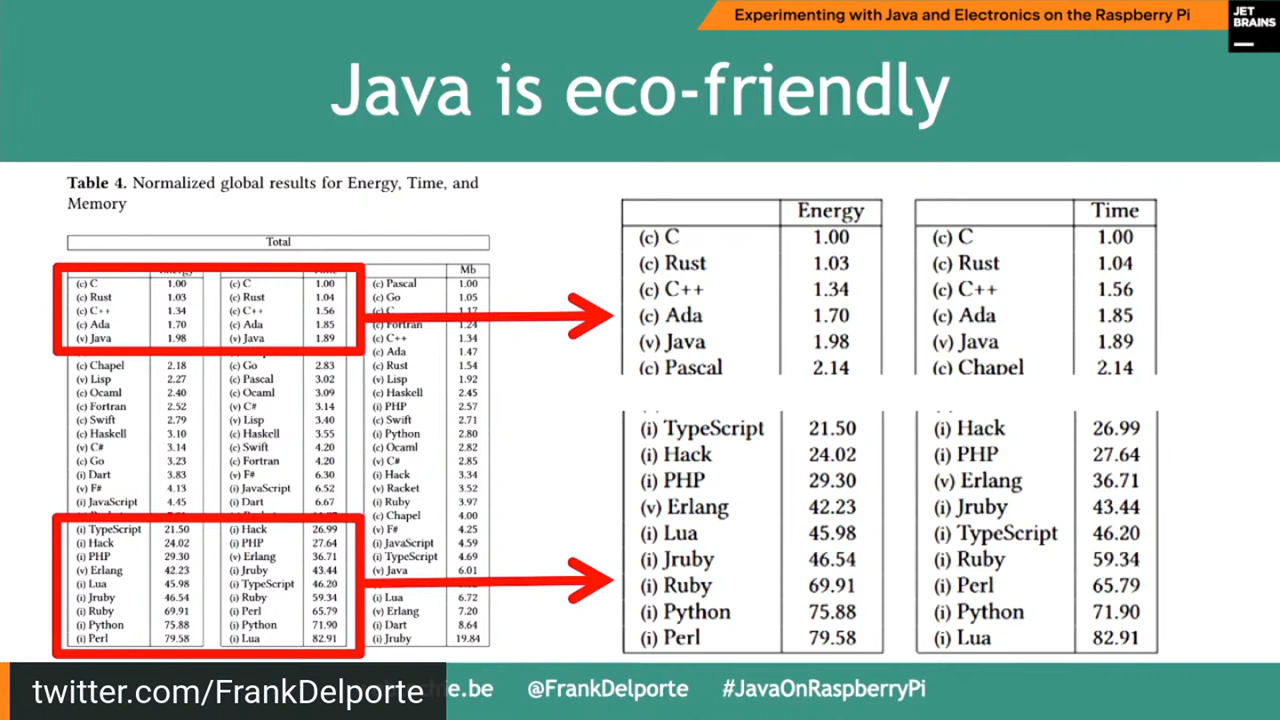 Experimenting with Java and Electronics on the Raspberry Pi
JET
BRAINS
Java is eco-friendly
Table 4. Normalized global results for Energy, Time, and
Memory
Total
Mb
(c) C 1.00 (c) C 1.00 (c) Pascal 1.00
(c) Rust 1.03 (c) Rust 1.04 (c) Go 1.05
(c) C++ 1.34 (c) C++ 1.56 (c) C 1.17
(c) Ada 1.70 (c) Ada 1.85 (c) Fortran 1.24
(v) Java 1.98 (v) Java 1.89 (c) C++ 1.34
(c) Ada 1.47
(c) Chapel 2.18 (c) Go 2.83 (c) Rust 1.54
(v) Lisp 2.27 (c) Pascal 3.02 (v) Lisp 1.92
(c) Ocaml 2.40 (c) Ocaml 3.09 (c) Haskell 2.45
(c) Fortran 2.52 (v) C# 3.14 (i) PHP 2.57
(c) Swift 2.79 (v) Lisp 3.40 (c) Swift 2.71
(c) Haskell 3.10 (c) Haskell 3.55 (i) Python 2.80
(v) C# 3.14 (c) Swift 4.20 (c) Ocaml 2.82
(c) Go 3.23 (c) Fortran 4.20 (v) C# 2.85
(i) Dart 3.83 (v) F# 6.30 (i) Hack 3.34
(v) F# 4.13 (i) JavaScript 6.52 (v) Racket 3.52
(i) JavaScript 4.45 (i) Dart 6.67 (i) Ruby 3.97
(c) Chapel 4.00
(i) TypeScript 21.50 (i) Hack 26.99 (v) F# 4.25
(i) Hack 24.02 (i) PHP 27.64 (i) JavaScript 4.59
(i) PHP 29.30 (v) Erlang 36.71 (i) TypeScript 4.69
(v) Erlang 42.23 (i) Jruby 43.44 (v) Java 6.01
(i) Lua 45.98 (i) TypeScript 46.20
(i) Jruby 46.54 (i) Ruby 59.34 (i) Lua 6.72
(i) Ruby 69.91 (i) Perl 65.79 (v) Erlang 7.20
(i) Python 75.88 (i) Python 71.90 (i) Dart 8.64
(i) Perl 79.58 (i) Lua 82.91 (i) Jruby 19.84
Energy
(c) C 1.00
(c) Rust 1.03
(c) C++ 1.34
(c) Ada 1.70
(v) Java 1.98
(c) Pascal 2.14
(i) TypeScript 21.50
(i) Hack 24.02
(i) PHP 29.30
(v) Erlang 42.23
(i) Lua 45.98
(i) Jruby 46.54
(i) Ruby 69.91
(i) Python 75.88
(i) Perl 79.58
Time
(c) C 1.00
(c) Rust 1.04
(c) C++ 1.56
(c) Ada 1.85
(v) Java 1.89
(c) Chapel 2.14
(i) Hack 26.99
(i) PHP 27.64
(v) Erlang 36.71
(i) Jruby 43.44
(i) TypeScript 46.20
(i) Ruby 59.34
(i) Perl 65.79
(i) Python 71.90
(i) Lua 82.91
twitter.com/FrankDelporte
@FrankDelporte
#JavaOnRaspberryPi